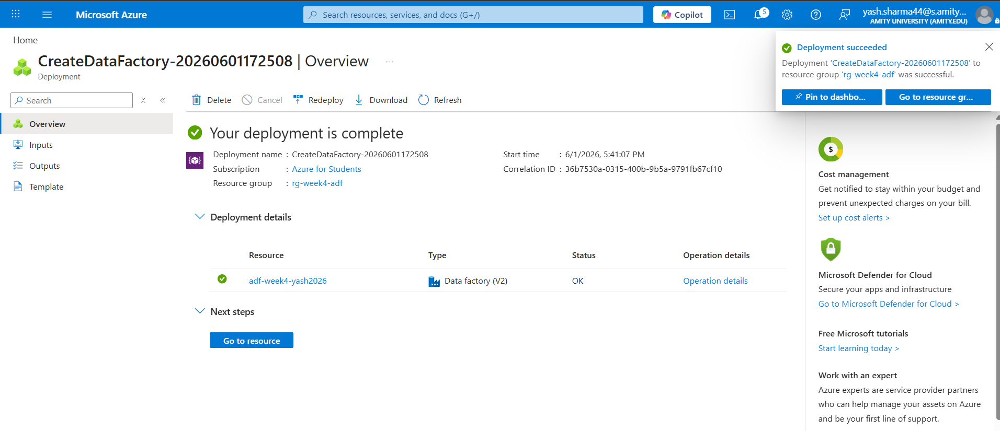 Microsoft Azure
Search resources, services, and docs (G+/)
Copilot
5
yash.sharma44@s.amity...
AMITY UNIVERSITY (AMITY.EDU)
Home
CreateDataFactory-20260601172508 | Overview ...
Deployment
Deployment succeeded
Deployment 'CreateDataFactory-20260601172508' to
resource group 'rg-week4-adf' was successful.
Pin to dashbo...
Go to resource gr...
Search
Delete
Cancel
Redeploy
Download
Refresh
Overview
Inputs
Outputs
Template
Your deployment is complete
Deployment name : CreateDataFactory-20260601172508
Subscription : Azure for Students
Resource group : rg-week4-adf
Start time : 6/1/2026, 5:41:07 PM
Correlation ID : 36b7530a-0315-400b-9b5a-9791fb67cf10
Deployment details
Resource Type Status Operation details
adf-week4-yash2026 Data factory (V2) OK Operation details
Next steps
Go to resource
$
Cost management
Get notified to stay within your budget and
prevent unexpected charges on your bill.
Set up cost alerts >
Microsoft Defender for Cloud
Secure your apps and infrastructure
Go to Microsoft Defender for Cloud >
Free Microsoft tutorials
Start learning today >
Work with an expert
Azure experts are service provider partners
who can help manage your assets on Azure
and be your first line of support.